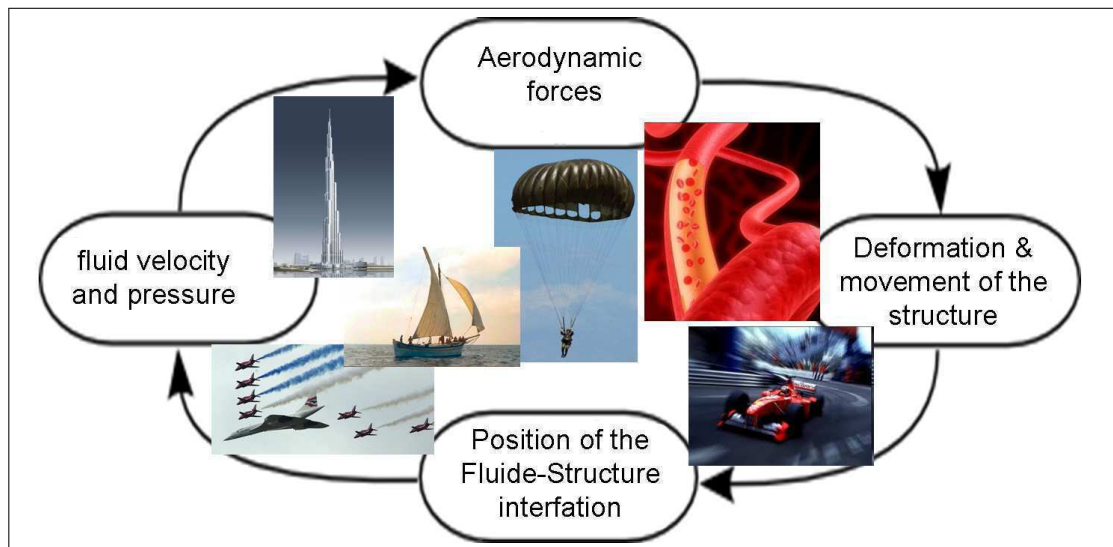 Aerodynamic
forces
fluid velocity
and pressure
Deformation &
movement of the
structure
Position of the
Fluide-Structure
interfation